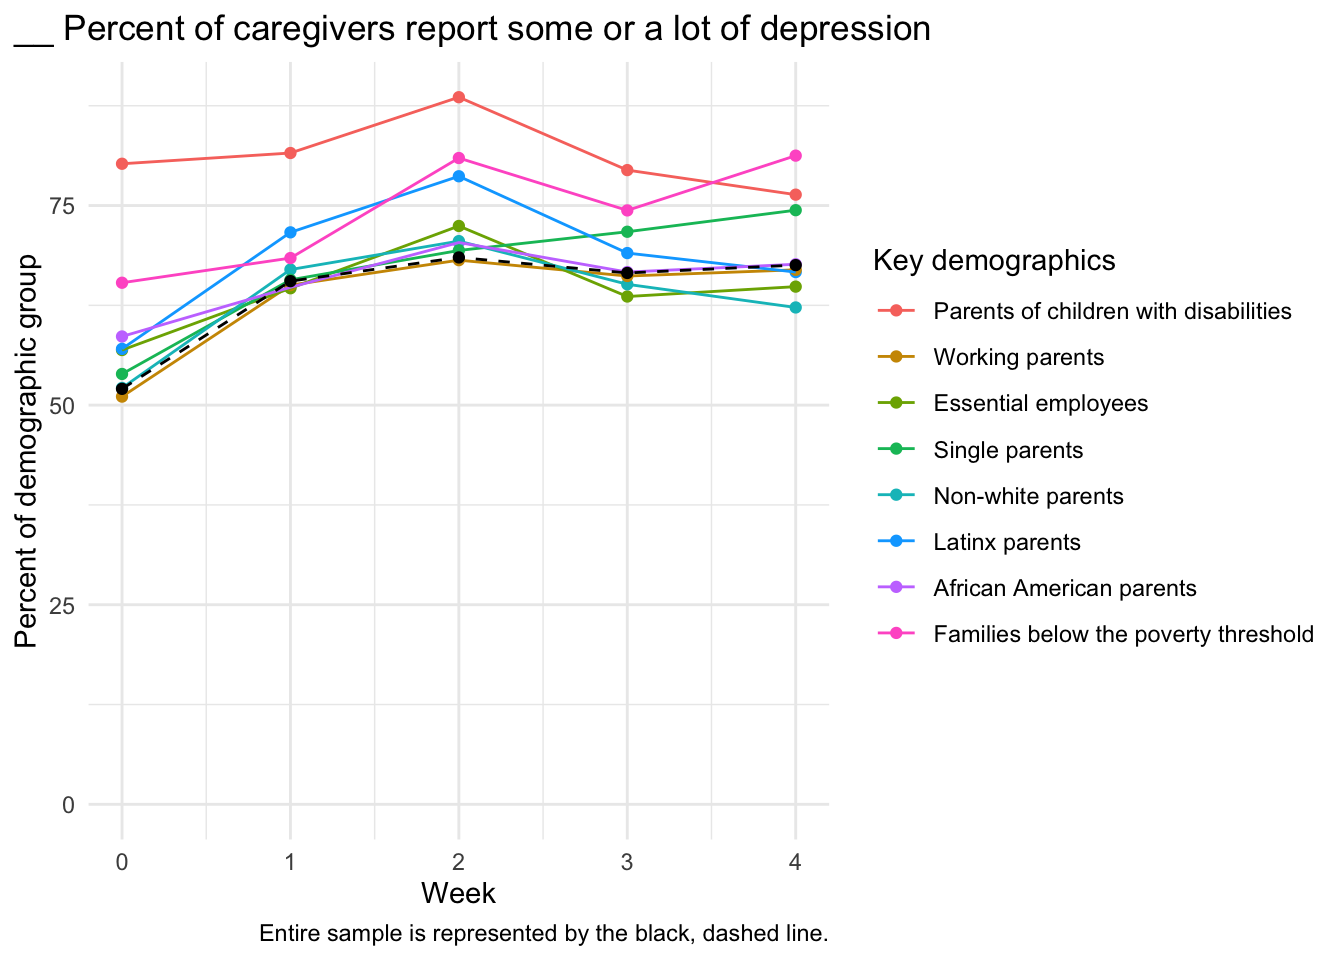 __ Percent of caregivers report some or a lot of depression
Percent of demographic group
75
50
25
0
0 1 2 3 4
Week
Entire sample is represented by the black, dashed line.
Key demographics
Parents of children with disabilities
Working parents
Essential employees
Single parents
Non-white parents
Latinx parents
African American parents
Families below the poverty threshold